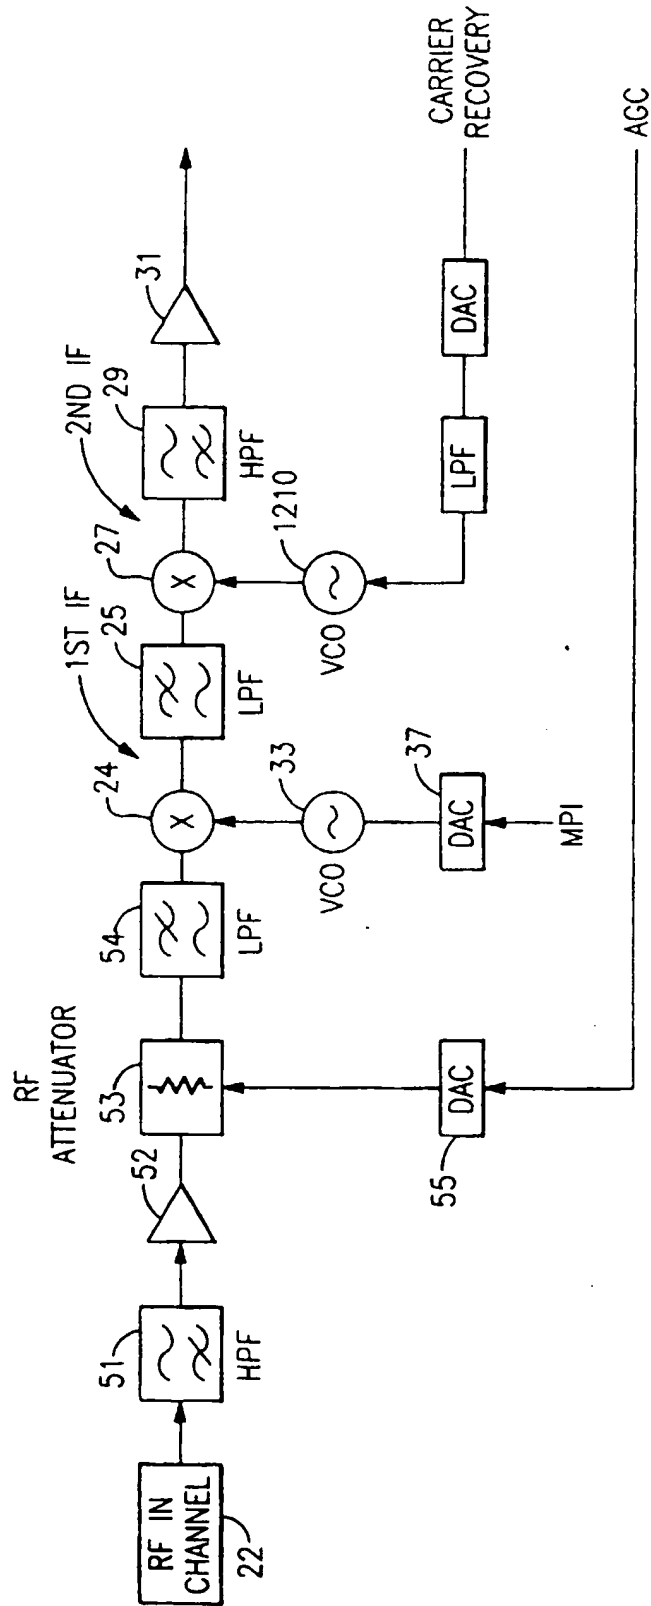 RF IN
CHANNEL
22
51
HPF
52
RF
ATTENUATOR
53
DAC
55
54
LPF
24
X
1ST IF
VCO
33
DAC
37
MPI
25
LPF
27
X
2ND IF
VCO
1210
29
HPF
31
LPF
DAC
CARRIER
RECOVERY
AGC